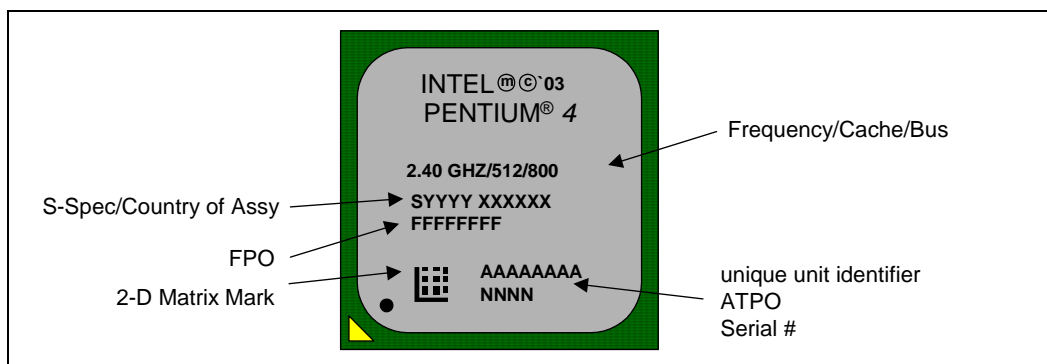 INTEL ⓜ©`03
PENTIUM® 4
Frequency/Cache/Bus
2.40 GHZ/512/800
S-Spec/Country of Assy
SYYYY XXXXXX
FFFFFFFF
FPO
2-D Matrix Mark
AAAAAAAA
NNNN
unique unit identifier
ATPO
Serial #